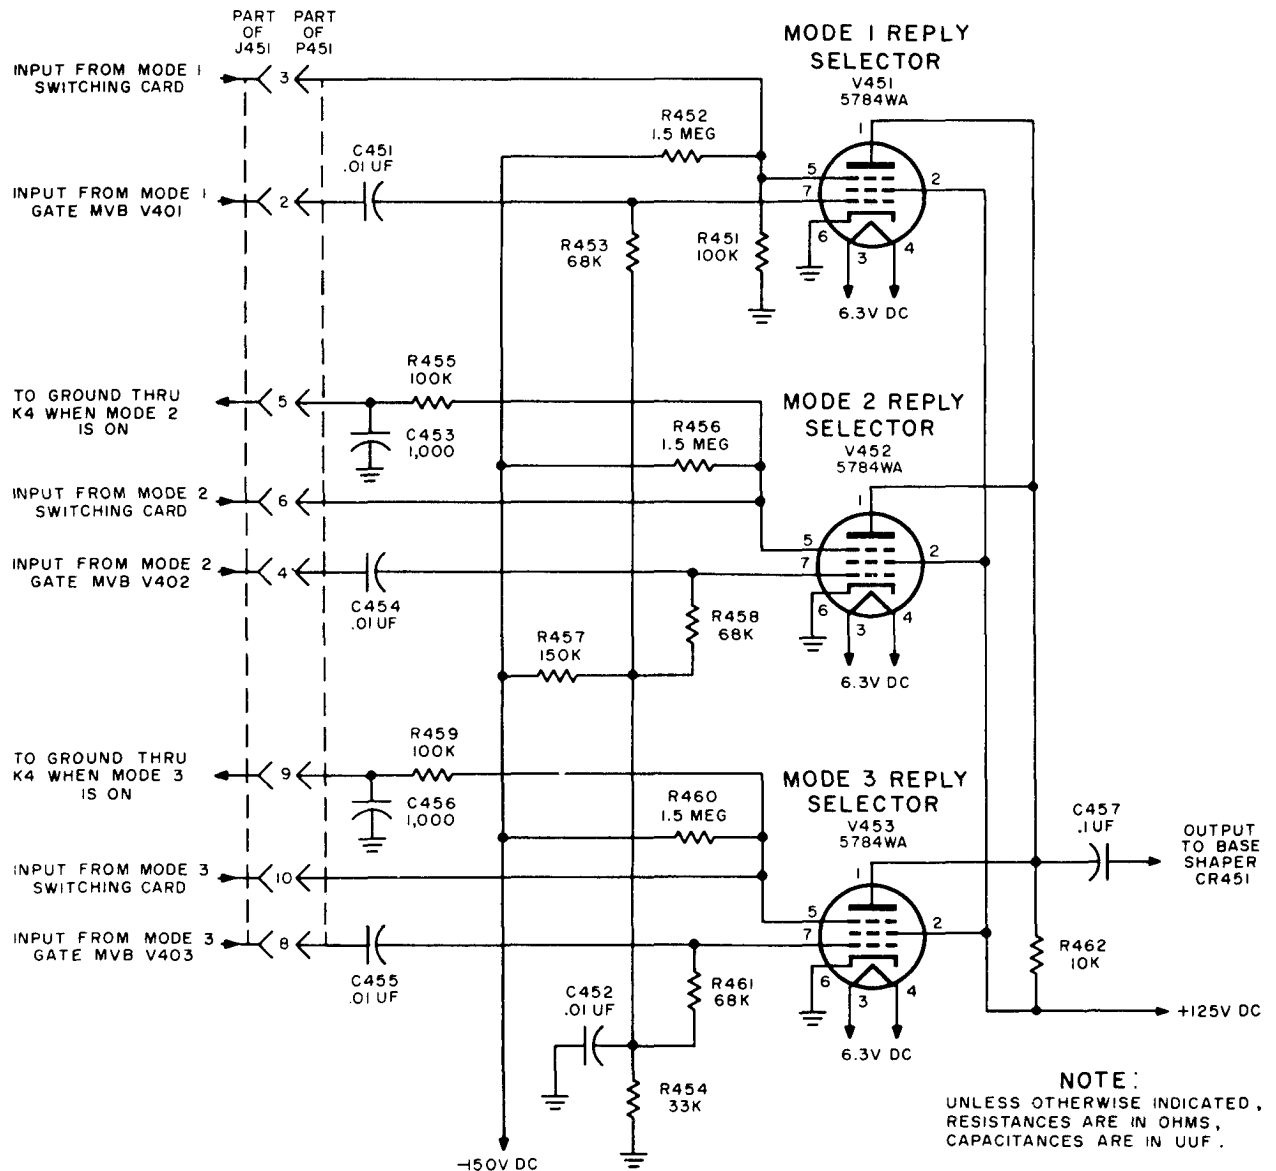 PART OF J451
PART OF P451
MODE 1 REPLY
SELECTOR
V451
5784WA
INPUT FROM MODE 1
SWITCHING CARD
3
R452
1.5 MEG
1
C451
.01 UF
5
7
2
INPUT FROM MODE 1
GATE MVB V401
2
R453
68K
R451
100K
6
3
4
6.3V DC
R455
100K
TO GROUND THRU
K4 WHEN MODE 2
IS ON
5
MODE 2 REPLY
SELECTOR
V452
5784WA
C453
1,000
R456
1.5 MEG
INPUT FROM MODE 2
SWITCHING CARD
6
1
5
7
2
INPUT FROM MODE 2
GATE MVB V402
4
C454
.01 UF
R458
68K
6
3
4
R457
150K
6.3V DC
R459
100K
TO GROUND THRU
K4 WHEN MODE 3
IS ON
9
MODE 3 REPLY
SELECTOR
V453
5784WA
C456
1,000
R460
1.5 MEG
C457
.1 UF
OUTPUT
TO BASE
SHAPER
CR451
INPUT FROM MODE 3
SWITCHING CARD
10
1
5
7
2
INPUT FROM MODE 3
GATE MVB V403
8
C455
.01 UF
R461
68K
6
3
4
R462
10K
C452
.01 UF
+125V DC
6.3V DC
R454
33K
-150V DC
NOTE:
UNLESS OTHERWISE INDICATED,
RESISTANCES ARE IN OHMS,
CAPACITANCES ARE IN UUF.